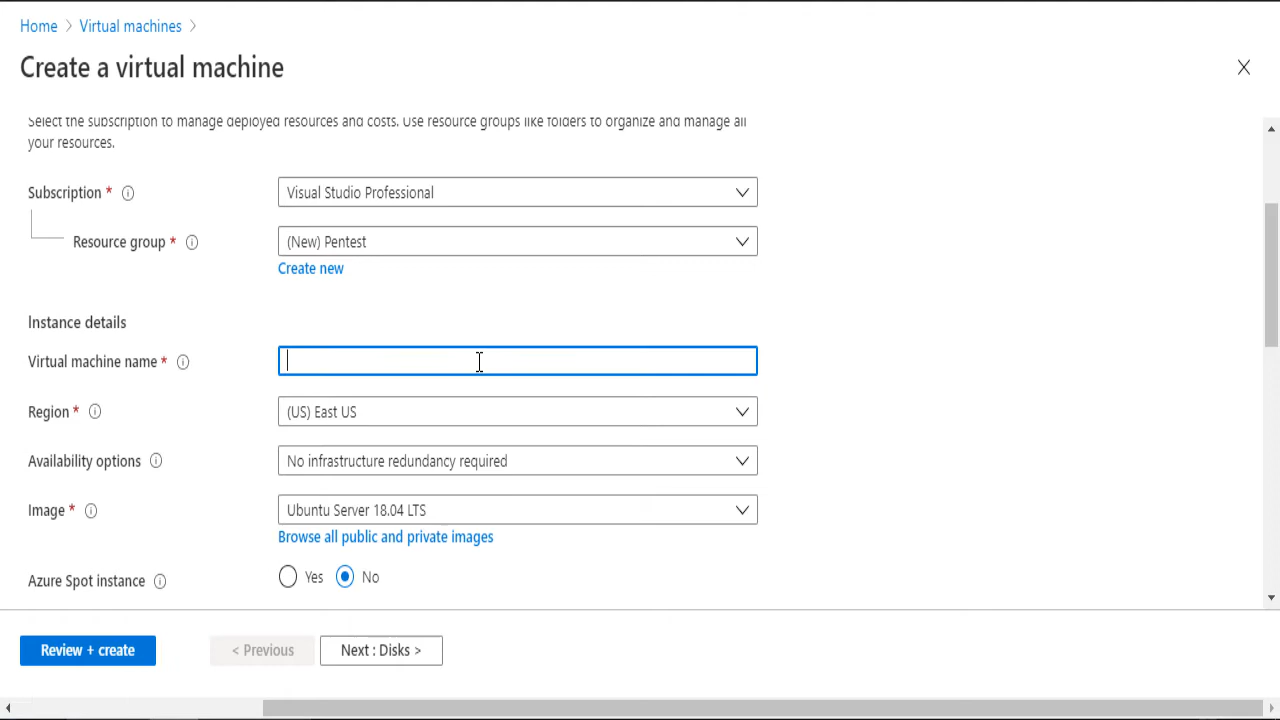 Home > Virtual machines >
Create a virtual machine
Select the subscription to manage deployed resources and costs. Use resource groups like folders to organize and manage all
your resources.
Subscription *
Visual Studio Professional
Resource group *
(New) Pentest
Create new
Instance details
Virtual machine name *
Region *
(US) East US
Availability options
No infrastructure redundancy required
Image *
Ubuntu Server 18.04 LTS
Browse all public and private images
Azure Spot instance
Yes No
Review + create
< Previous
Next : Disks >